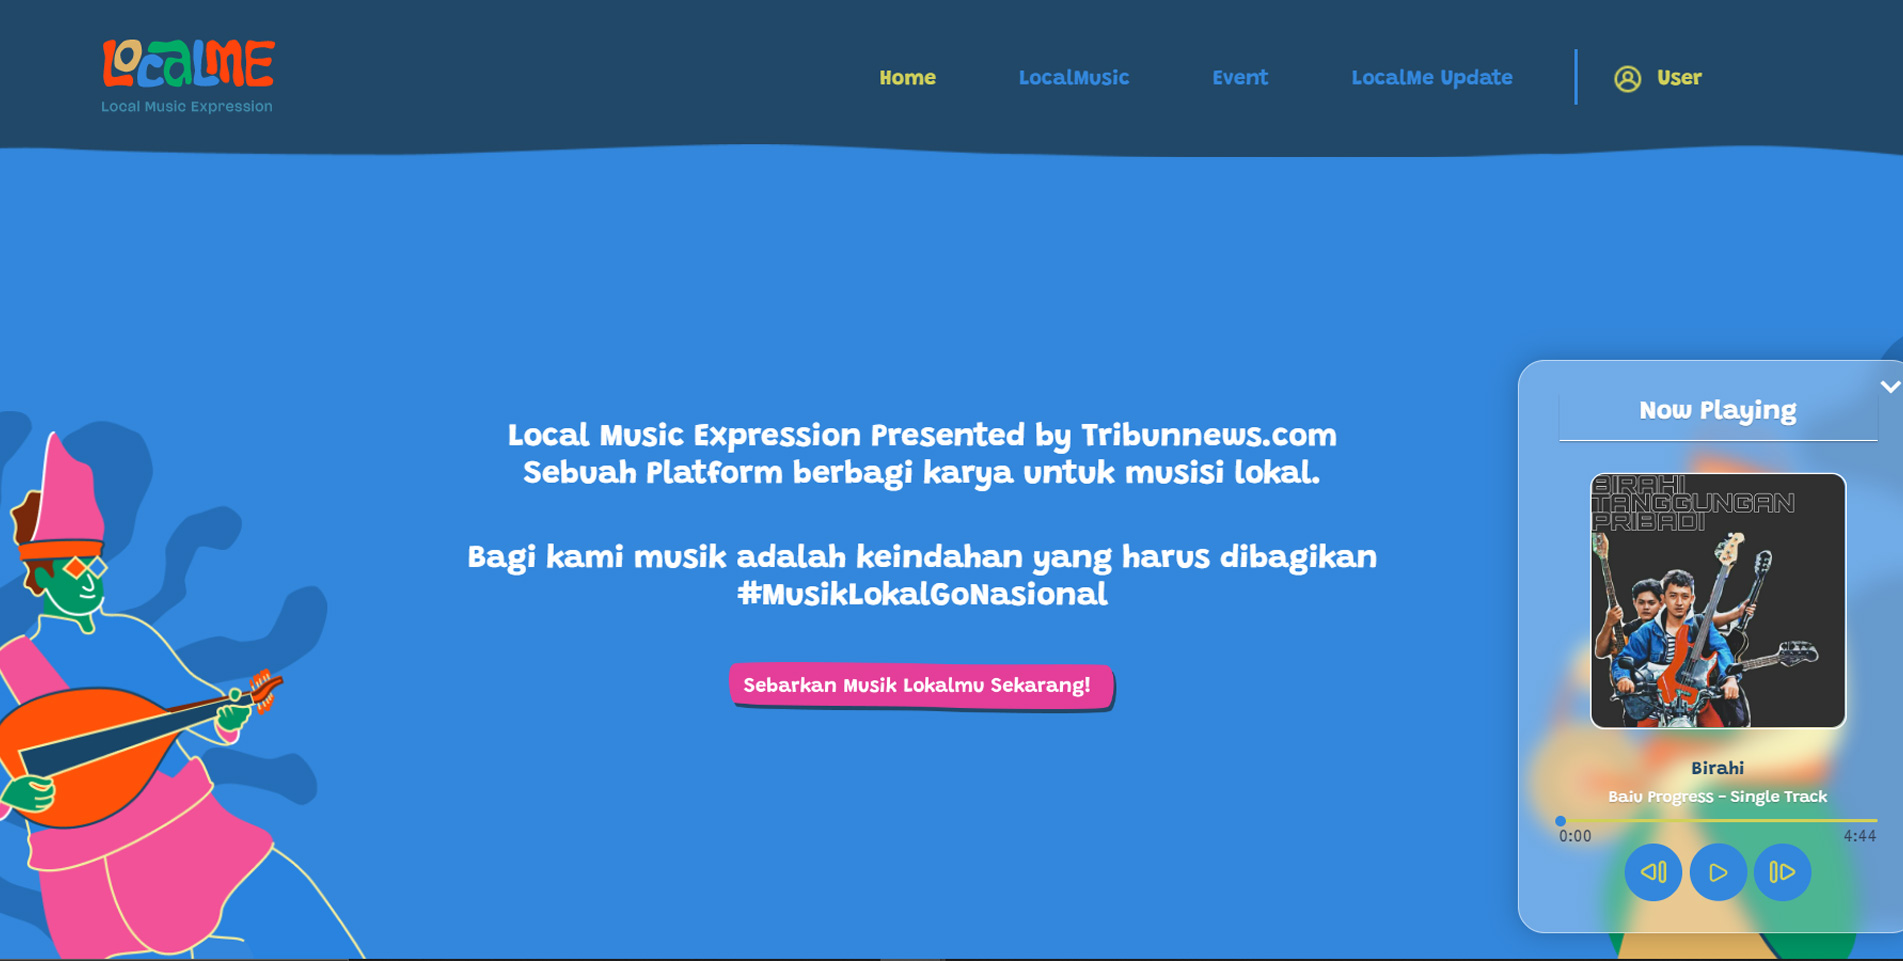 LOcaLME
Local Music Expression
Home
LocalMusic
Event
LocalMe Update
User
Local Music Expression Presented by Tribunnews.com
Sebuah Platform berbagi karya untuk musisi lokal.
Bagi kami musik adalah keindahan yang harus dibagikan
#MusikLokalGoNasional
Sebarkan Musik Lokalmu Sekarang!
Now Playing
BIRAHI
TANGGUNGAN
PRIBADI
Birahi
Baiu Progress - Single Track
0:00
4:44